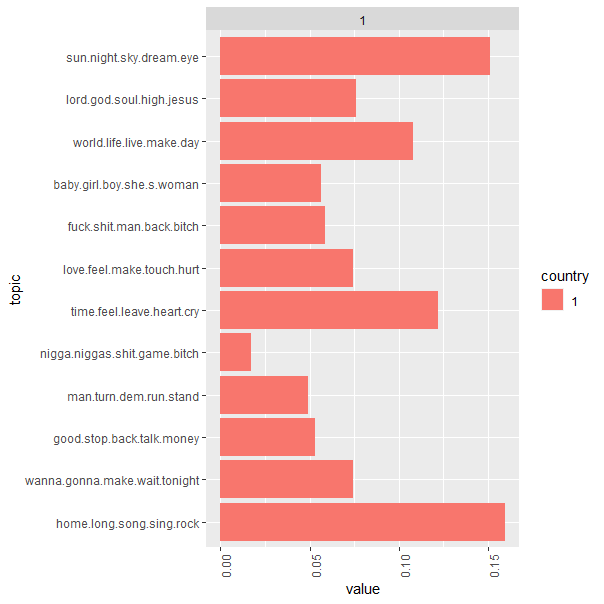 1
sun.night.sky.dream.eye
lord.god.soul.high.jesus
world.life.live.make.day
baby.girl.boy.she.s.woman
fuck.shit.man.back.bitch
love.feel.make.touch.hurt
time.feel.leave.heart.cry
nigga.niggas.shit.game.bitch
man.turn.dem.run.stand
good.stop.back.talk.money
wanna.gonna.make.wait.tonight
home.long.song.sing.rock
topic
0.00
0.05
0.10
0.15
value
country
1